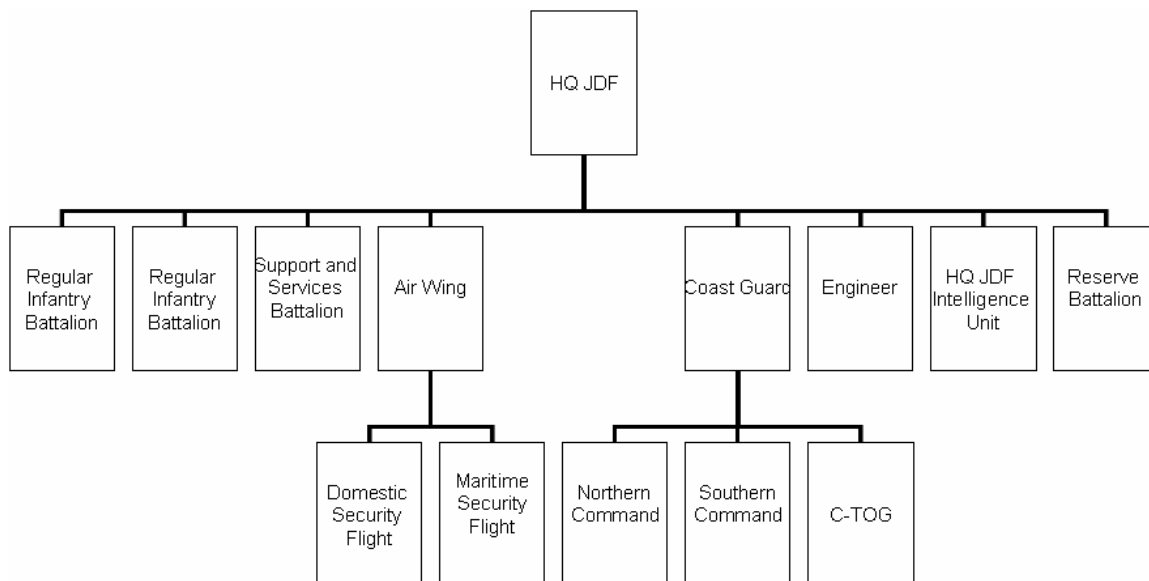 HQ JDF
Regular
Infantry
Battalion
Regular
Infantry
Battalion
Support and
Services
Battalion
Air Wing
Coast Guard
Engineer
HQ JDF
Intelligence
Unit
Reserve
Battalion
Domestic
Security
Flight
Maritime
Security
Flight
Northern
Command
Southern
Command
C-TOG